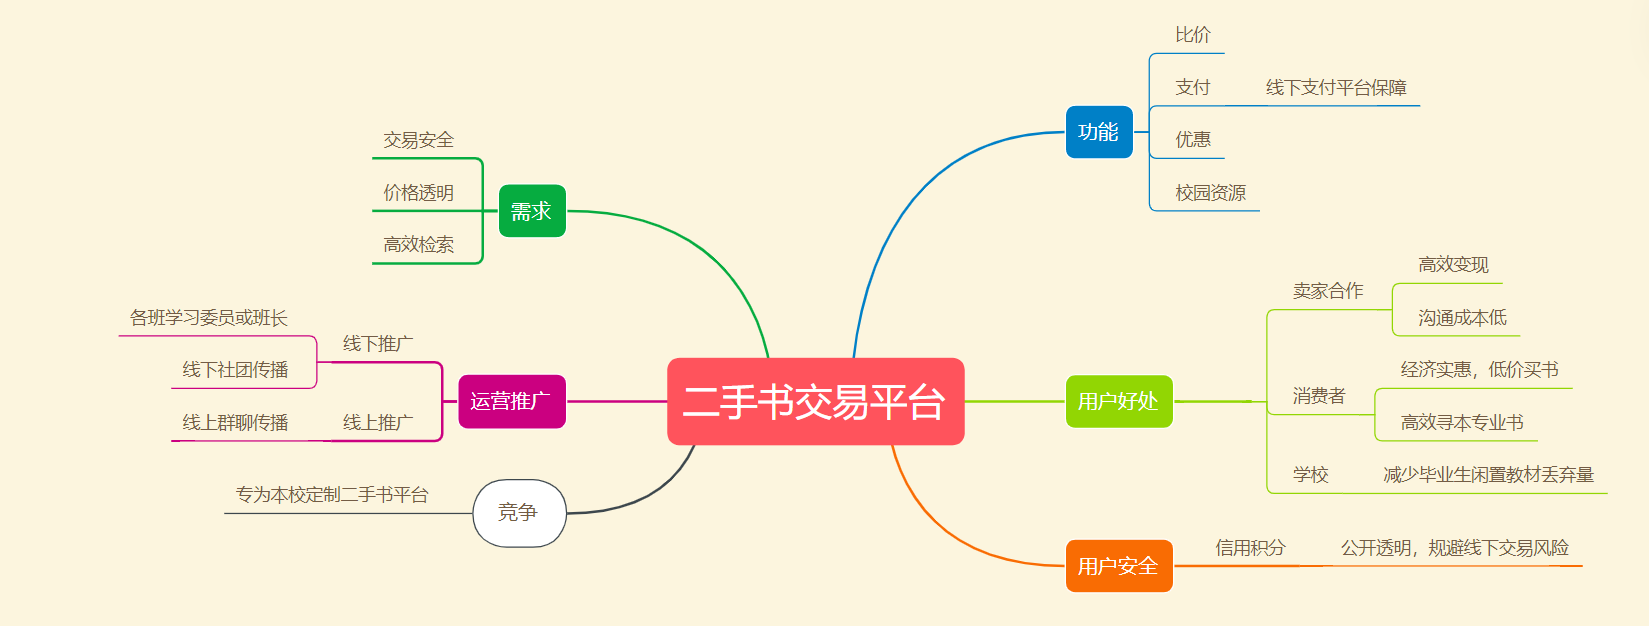 二手书交易平台
功能
比价
支付
线下支付平台保障
优惠
校园资源
用户好处
卖家合作
高效变现
沟通成本低
消费者
经济实惠，低价买书
高效寻本专业书
学校
减少毕业生闲置教材丢弃量
用户安全
信用积分
公开透明，规避线下交易风险
需求
交易安全
价格透明
高效检索
运营推广
线下推广
各班学习委员或班长
线下社团传播
线上推广
线上群聊传播
竞争
专为本校定制二手书平台